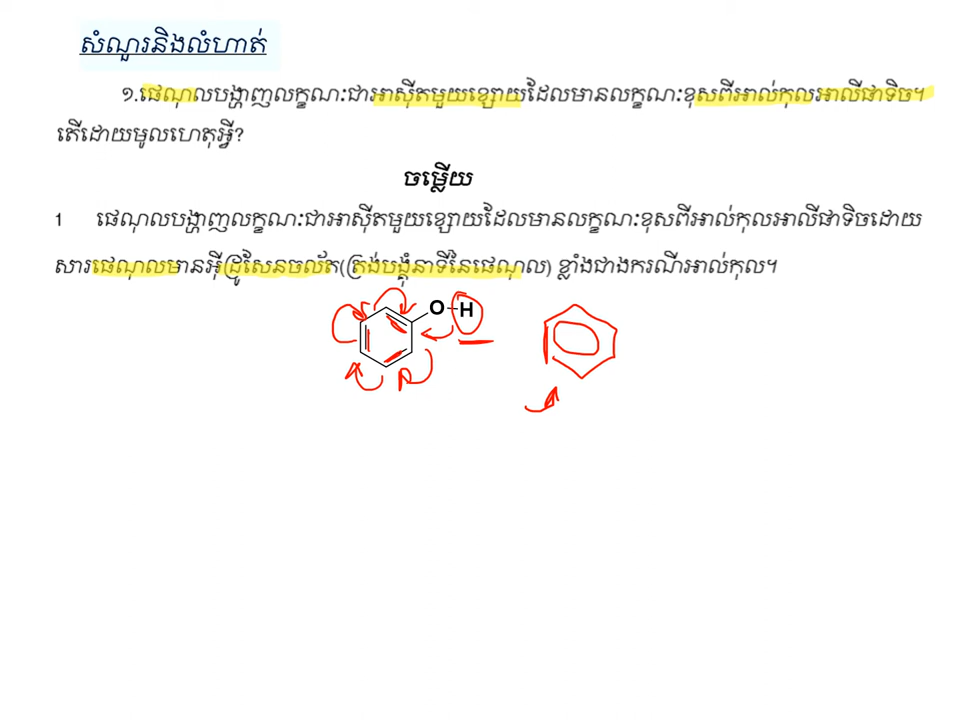 សំណួរនិងលំហាត់
១.ផេណុលបង្ហាញលក្ខណៈជាអាស៊ីតមួយខ្សោយដែលមានលក្ខណៈខុសពីអាល់កុលអាលីផាទិច។
តើដោយមូលហេតុអ្វី?
ចម្លើយ
1 ផេណុលបង្ហាញលក្ខណៈជាអាស៊ីតមួយខ្សោយដែលមានលក្ខណៈខុសពីអាល់កុលអាលីផាទិចដោយ
សារផេណុលមានអ៊ីដ្រូសែនចល័ត(ត្រង់បង្គុំនាទីនៃផេណុល) ខ្លាំងជាងករណីអាល់កុល។
O H